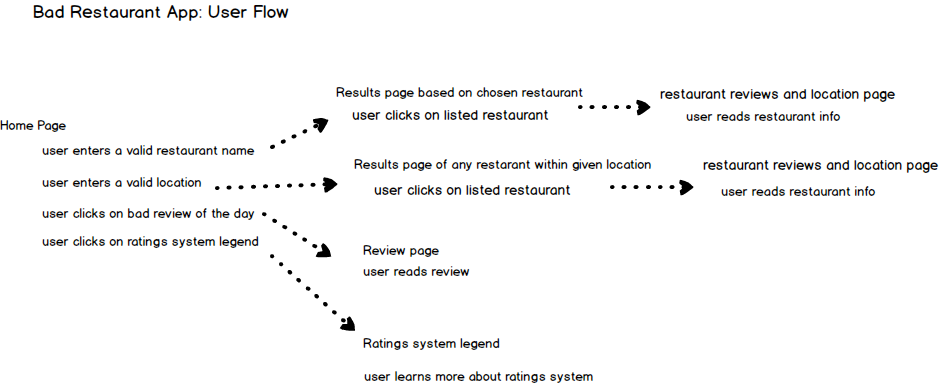 Bad Restaurant App: User Flow
Home Page
user enters a valid restaurant name
user enters a valid location
user clicks on bad review of the day
user clicks on ratings system legend
Results page based on chosen restaurant
user clicks on listed restaurant
restaurant reviews and location page
user reads restaurant info
Results page of any restarant within given location
user clicks on listed restaurant
restaurant reviews and location page
user reads restaurant info
Review page
user reads review
Ratings system legend
user learns more about ratings system